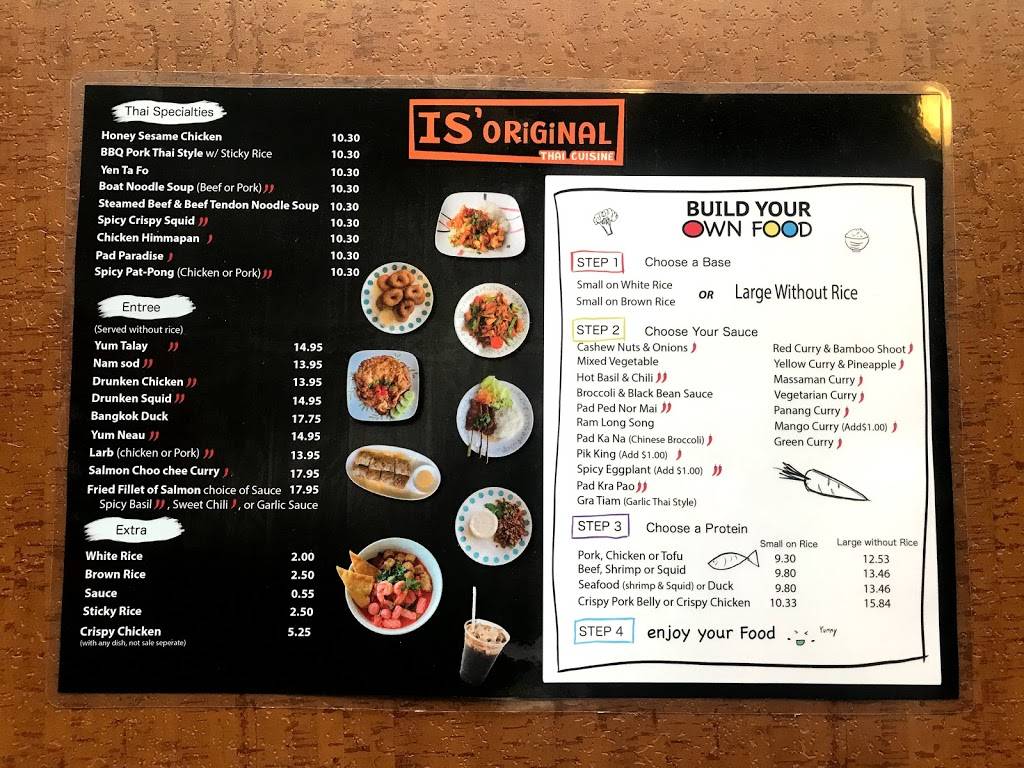 IS'ORiGiNAL
THAI CUISINE
Thai Specialties
Honey Sesame Chicken 10.30
BBQ Pork Thai Style w/ Sticky Rice 10.30
Yen Ta Fo 10.30
Boat Noodle Soup (Beef or Pork) 10.30
Steamed Beef & Beef Tendon Noodle Soup 10.30
Spicy Crispy Squid 10.30
Chicken Himmapan 10.30
Pad Paradise 10.30
Spicy Pat-Pong (Chicken or Pork) 10.30
Entree
(Served without rice)
Yum Talay 14.95
Nam sod 13.95
Drunken Chicken 13.95
Drunken Squid 14.95
Bangkok Duck 17.75
Yum Neau 14.95
Larb (chicken or Pork) 13.95
Salmon Choo chee Curry 17.95
Fried Fillet of Salmon choice of Sauce 17.95
Spicy Basil, Sweet Chili, or Garlic Sauce
Extra
White Rice 2.00
Brown Rice 2.50
Sauce 0.55
Sticky Rice 2.50
Crispy Chicken 5.25
(with any dish, not sale seperate)
BUILD YOUR
OWN FOOD
STEP 1 Choose a Base
Small on White Rice
Small on Brown Rice
OR Large Without Rice
STEP 2 Choose Your Sauce
Cashew Nuts & Onions
Mixed Vegetable
Hot Basil & Chili
Broccoli & Black Bean Sauce
Pad Ped Nor Mai
Ram Long Song
Pad Ka Na (Chinese Broccoli)
Pik King (Add $1.00)
Spicy Eggplant (Add $1.00)
Pad Kra Pao
Gra Tiam (Garlic Thai Style)
Red Curry & Bamboo Shoot
Yellow Curry & Pineapple
Massaman Curry
Vegetarian Curry
Panang Curry
Mango Curry (Add$1.00)
Green Curry
STEP 3 Choose a Protein
Small on Rice Large without Rice
Pork, Chicken or Tofu 9.30 12.53
Beef, Shrimp or Squid 9.80 13.46
Seafood (shrimp & Squid) or Duck 9.80 13.46
Crispy Pork Belly or Crispy Chicken 10.33 15.84
STEP 4 enjoy your Food Yummy